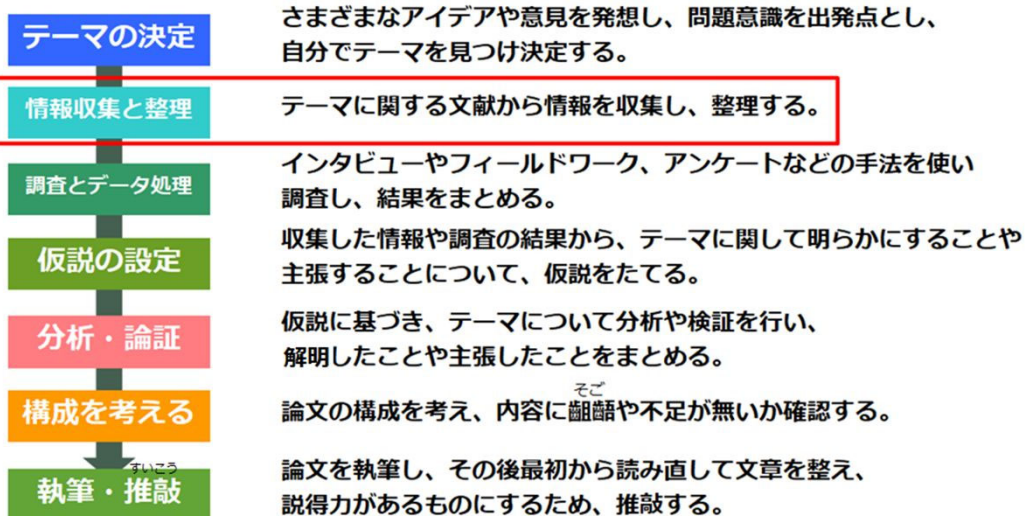 テーマの決定
さまざまなアイデアや意見を発想し、問題意識を出発点とし、
自分でテーマを見つけ決定する。
情報収集と整理
テーマに関する文献から情報を収集し、整理する。
調査とデータ処理
インタビューやフィールドワーク、アンケートなどの手法を使い
調査し、結果をまとめる。
仮説の設定
収集した情報や調査の結果から、テーマに関して明らかにすることや
主張することについて、仮説をたてる。
分析・論証
仮説に基づき、テーマについて分析や検証を行い、
解明したことや主張したことをまとめる。
構成を考える
そご
論文の構成を考え、内容に齟齬や不足が無いか確認する。
すいこう
執筆・推敲
論文を執筆し、その後最初から読み直して文章を整え、
説得力があるものにするため、推敲する。